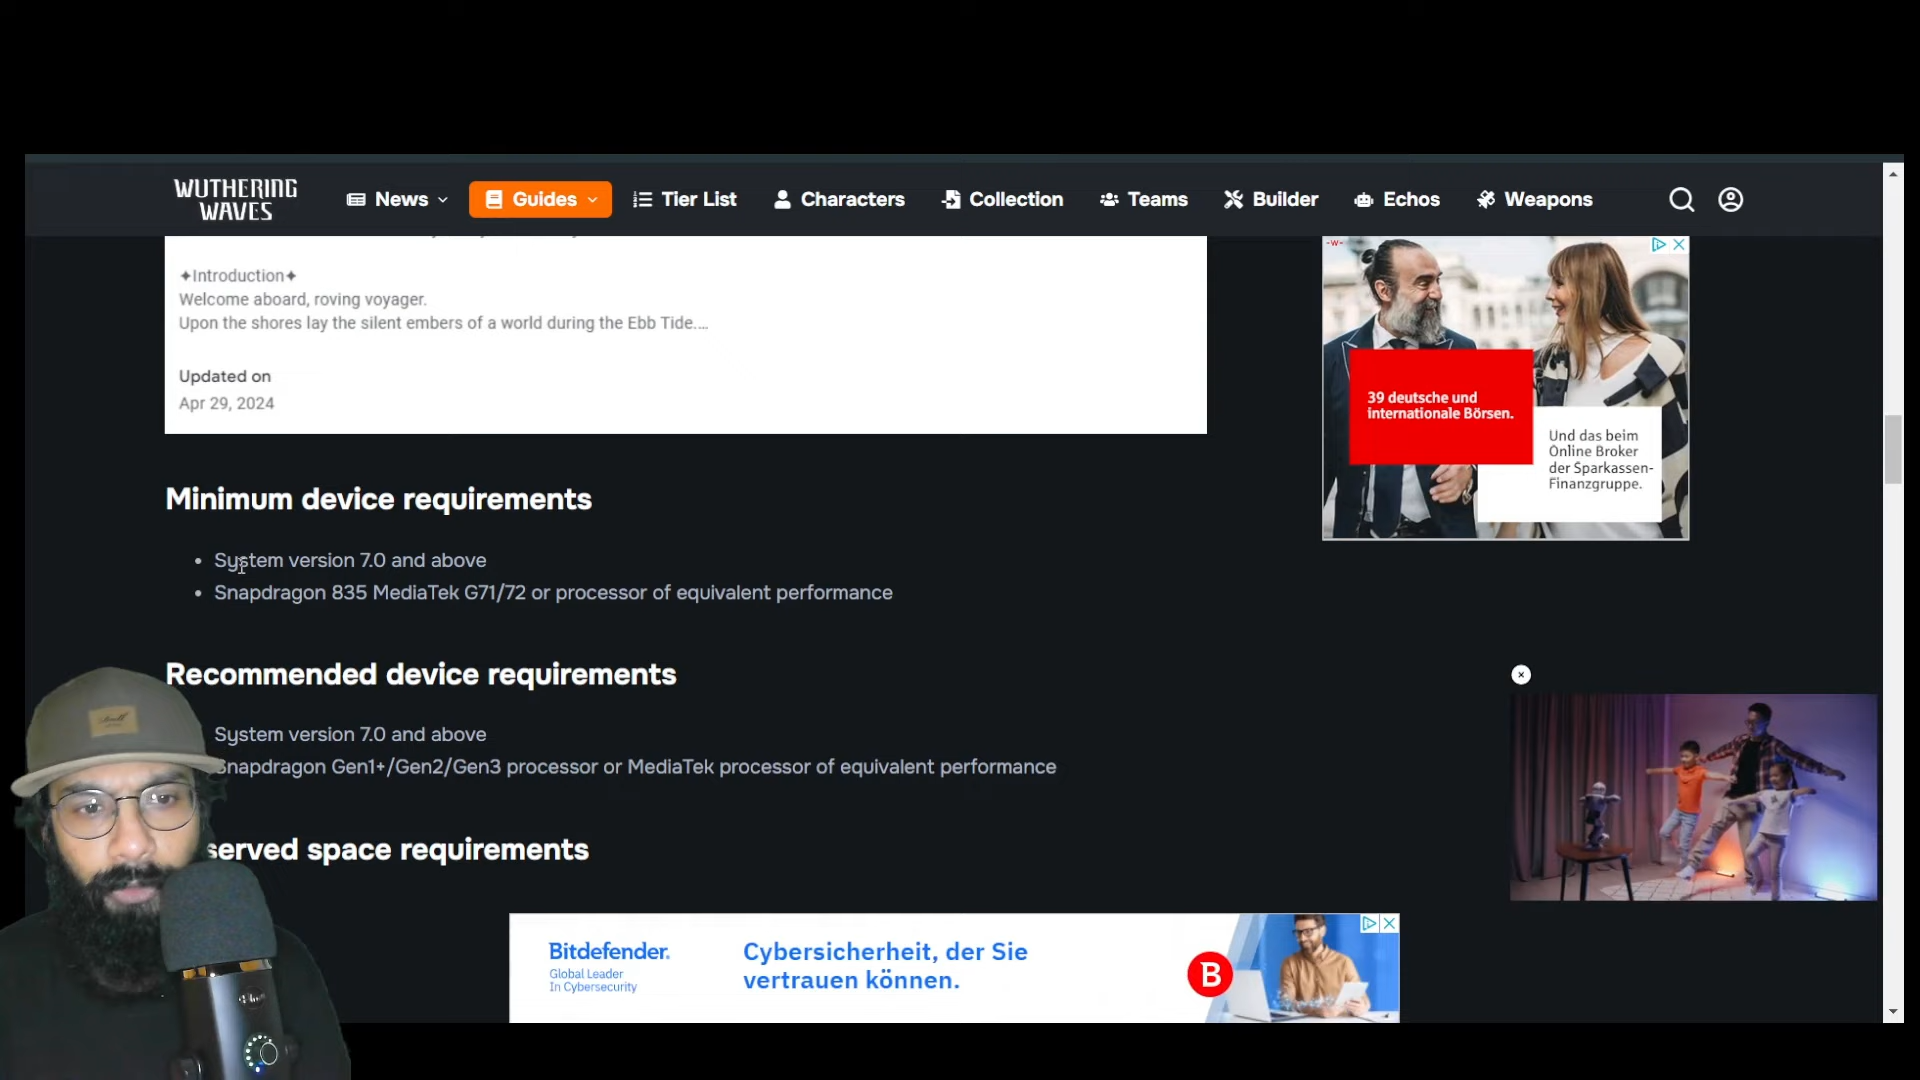 WUTHERING
WAVES
News
Guides
Tier List
Characters
Collection
Teams
Builder
Echos
Weapons
✦Introduction✦
Welcome aboard, roving voyager.
Upon the shores lay the silent embers of a world during the Ebb Tide....
Updated on
Apr 29, 2024
-w-
39 deutsche und
internationale Börsen.
Und das beim
Online Broker
der Sparkassen-
Finanzgruppe.
Minimum device requirements
System version 7.0 and above
Snapdragon 835 MediaTek G71/72 or processor of equivalent performance
Recommended device requirements
System version 7.0 and above
Snapdragon Gen1+/Gen2/Gen3 processor or MediaTek processor of equivalent performance
served space requirements
Bitdefender.
Global Leader
In Cybersecurity
Cybersicherheit, der Sie
vertrauen können.
B